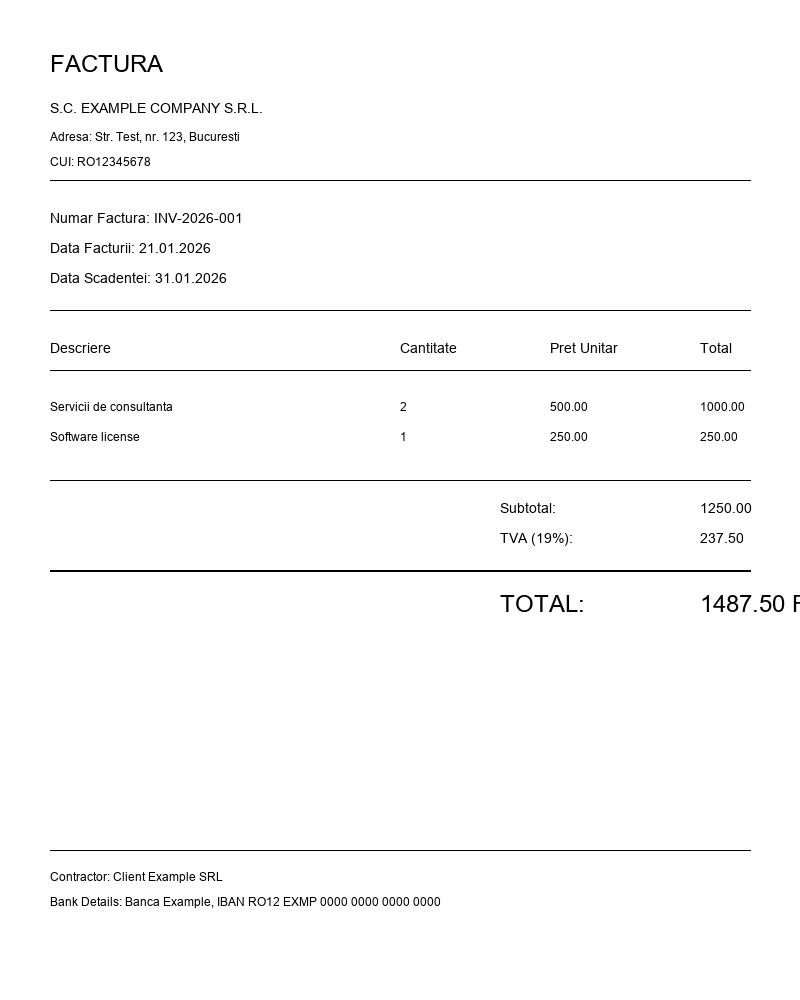 FACTURA
S.C. EXAMPLE COMPANY S.R.L.
Adresa: Str. Test, nr. 123, Bucuresti
CUI: RO12345678
Numar Factura: INV-2026-001
Data Facturii: 21.01.2026
Data Scadentei: 31.01.2026
Descriere Cantitate Pret Unitar Total
Servicii de consultanta 2 500.00 1000.00
Software license 1 250.00 250.00
Subtotal: 1250.00
TVA (19%): 237.50
TOTAL: 1487.50
Contractor: Client Example SRL
Bank Details: Banca Example, IBAN RO12 EXMP 0000 0000 0000 0000